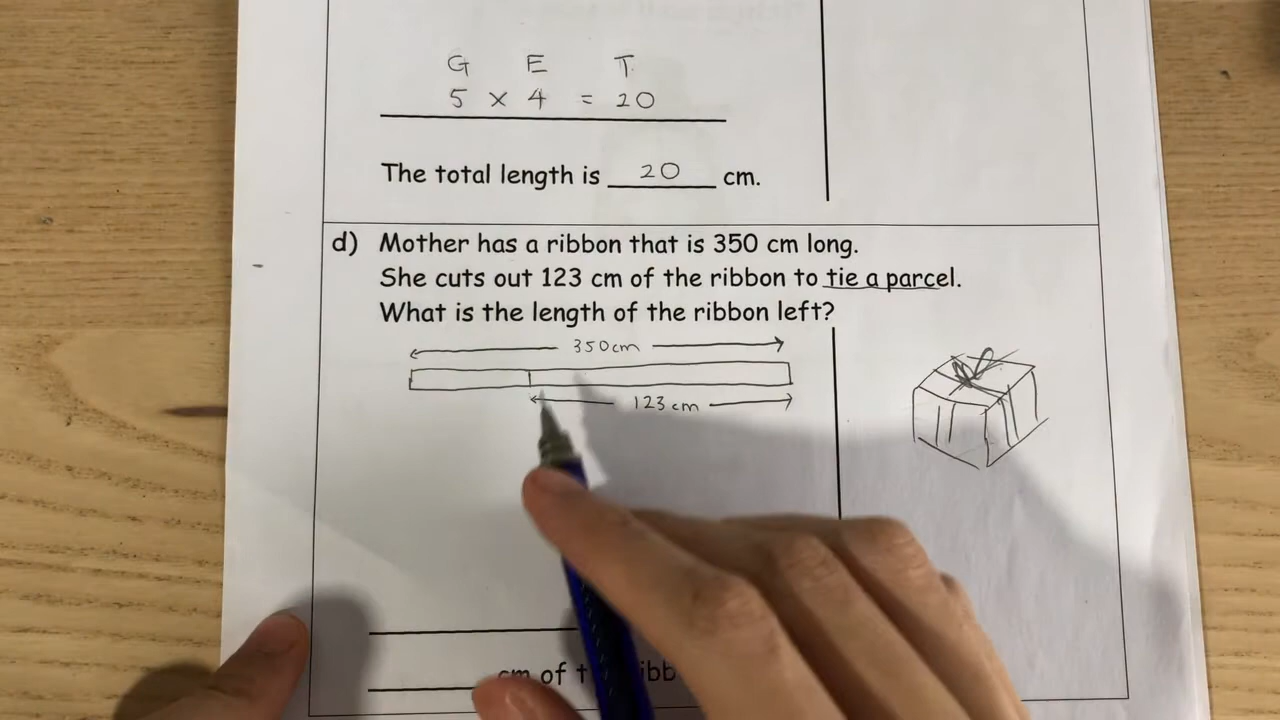 G E T
5 × 4 = 20
The total length is 20 cm.
d) Mother has a ribbon that is 350 cm long.
She cuts out 123 cm of the ribbon to tie a parcel.
What is the length of the ribbon left?
350cm
123 cm
cm of